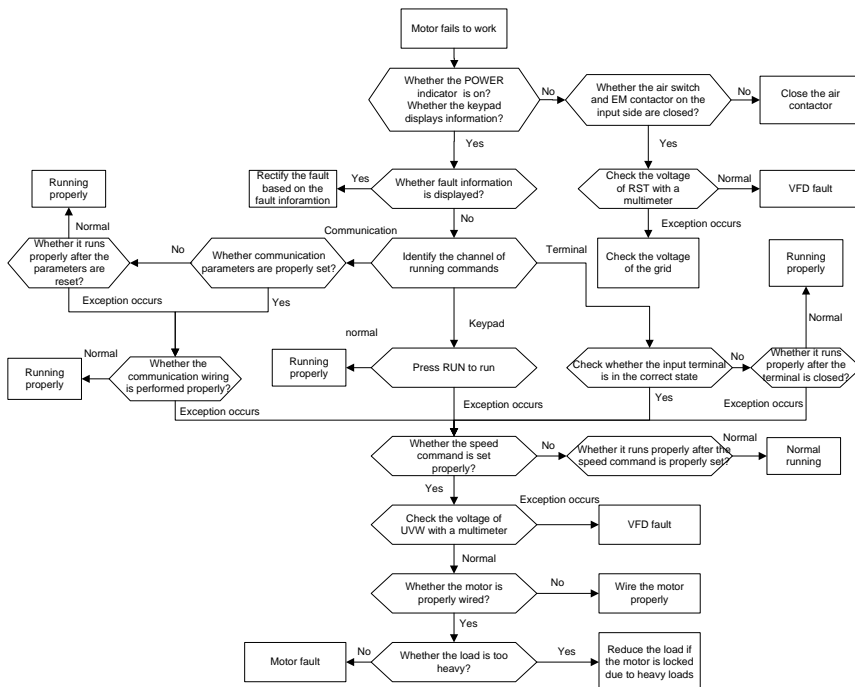 Motor fails to work
Whether the POWER
indicator is on?
Whether the keypad
displays information?
No
Whether the air switch
and EM contactor on the
input side are closed?
No
Close the air
contactor
Yes
Yes
Rectify the fault
based on the
fault inforamtion
Yes
Whether fault information
is displayed?
Check the voltage
of RST with a
multimeter
Normal
VFD fault
Running
properly
Normal
No
Exception occurs
Communication
Whether it runs
properly after the
parameters are
reset?
No
Whether communication
parameters are properly set?
Identify the channel of
running commands
Terminal
Check the voltage
of the grid
Running
properly
Exception occurs
Yes
Keypad
Normal
normal
Running
properly
Normal
Whether the
communication wiring
is performed properly?
Running
properly
Press RUN to run
Check whether the input terminal
is in the correct state
No
Whether it runs
properly after the
terminal is closed?
Exception occurs
Exception occurs
Yes
Exception occurs
Whether the speed
command is set
properly?
No
Whether it runs properly after the
speed command is properly set?
Normal
Normal
running
Yes
Exception occurs
Check the voltage of
UVW with a multimeter
VFD fault
Normal
Whether the motor is
properly wired?
No
Wire the motor
properly
Yes
Motor fault
No
Whether the load is too
heavy?
Yes
Reduce the load if
the motor is locked
due to heavy loads